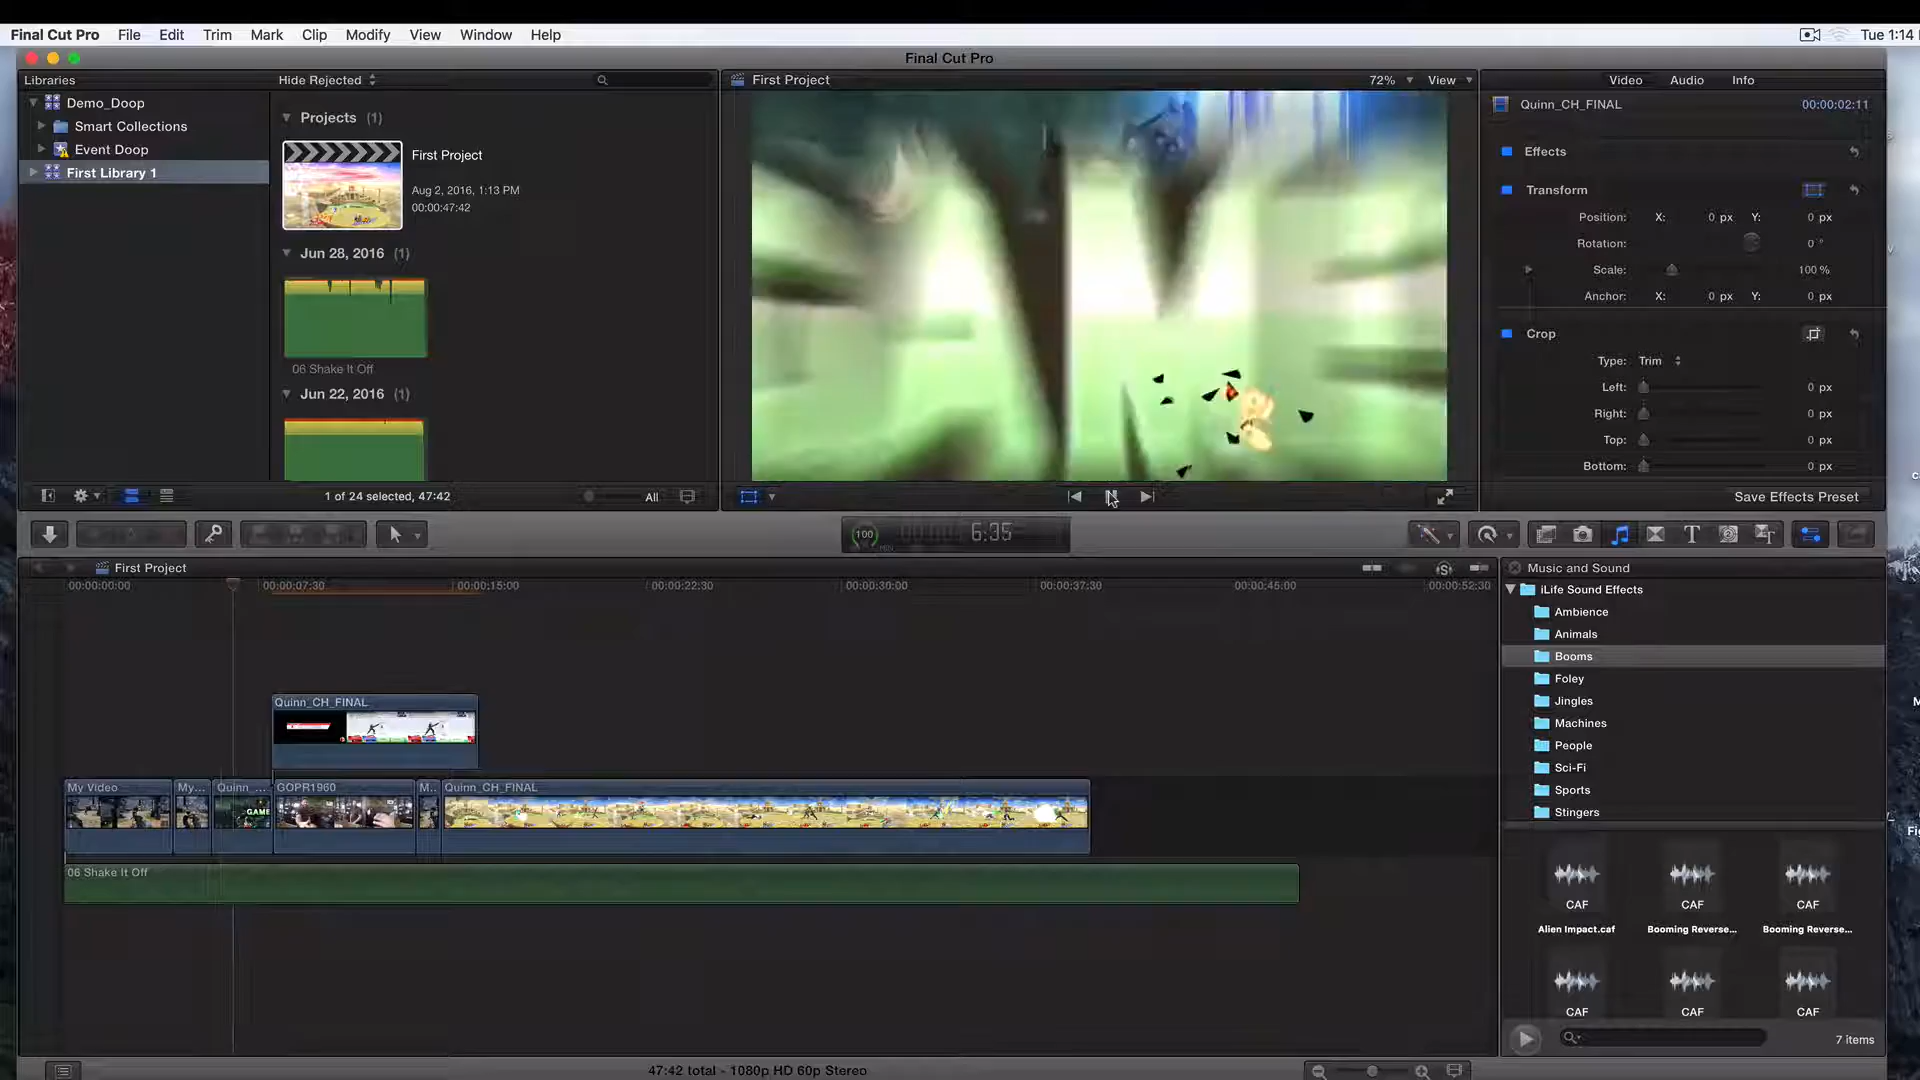 Final Cut Pro File Edit Trim Mark Clip Modify View Window Help Tue 1:14
Final Cut Pro
Libraries
Hide Rejected
First Project
72%
View
Video Audio Info
Demo_Doop
Smart Collections
Event Doop
First Library 1
Projects (1)
First Project
Aug 2, 2016, 1:13 PM
00:00:47:42
Jun 28, 2016 (1)
06 Shake It Off
Jun 22, 2016 (1)
1 of 24 selected, 47:42
All
Quinn_CH_FINAL 00:00:02:11
Effects
Transform
Position: X: 0 px Y: 0 px
Rotation: 0 °
Scale: 100 %
Anchor: X: 0 px Y: 0 px
Crop
Type: Trim
Left: 0 px
Right: 0 px
Top: 0 px
Bottom: 0 px
Save Effects Preset
100 6:35
First Project
00:00:00:00 00:00:07:30 00:00:15:00 00:00:22:30 00:00:30:00 00:00:37:30 00:00:45:00 00:00:52:30
Quinn_CH_FINAL
My Video My... Quinn_... GOPR1960 M.. Quinn_CH_FINAL
GAME
06 Shake It Off
Music and Sound
iLife Sound Effects
Ambience
Animals
Booms
Foley
Jingles
Machines
People
Sci-Fi
Sports
Stingers
CAF CAF CAF
Alien Impact.caf Booming Reverse... Booming Reverse...
CAF CAF CAF
7 items
47:42 total - 1080p HD 60p Stereo